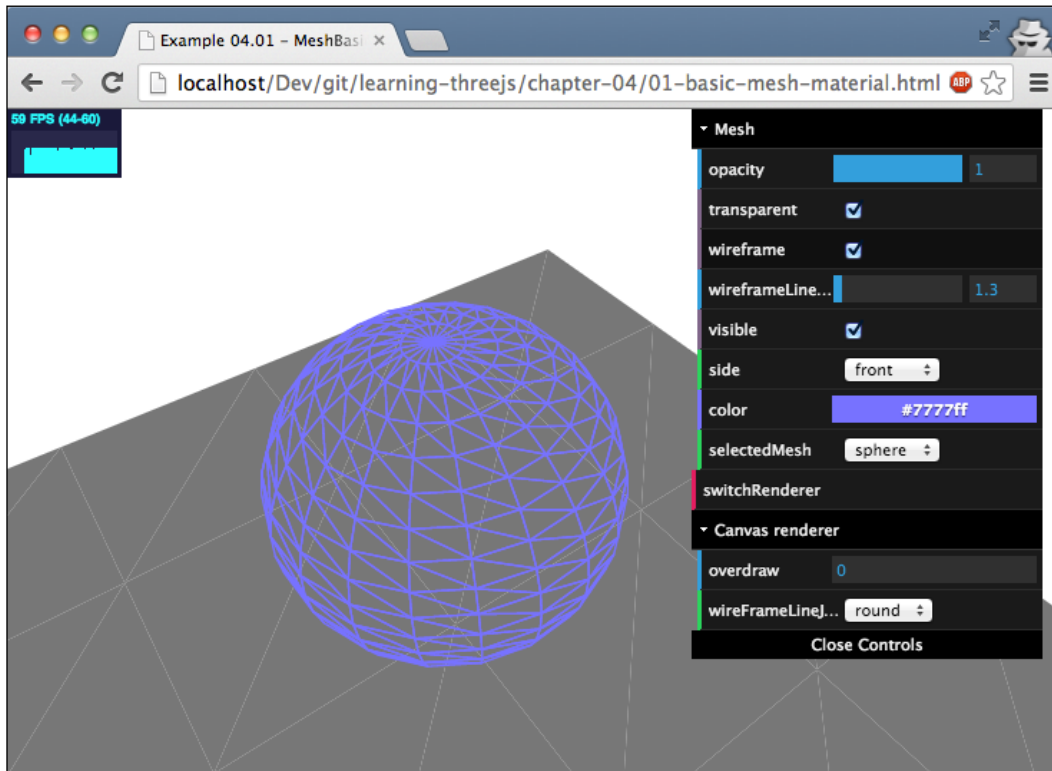 Example 04.01 – MeshBasi
localhost/Dev/git/learning-threejs/chapter-04/01-basic-mesh-material.html ABP
59 FPS (44-60)
Mesh
opacity 1
transparent
wireframe
wireframeLine... 1.3
visible
side front
color #7777ff
selectedMesh sphere
switchRenderer
Canvas renderer
overdraw 0
wireFrameLineJ... round
Close Controls